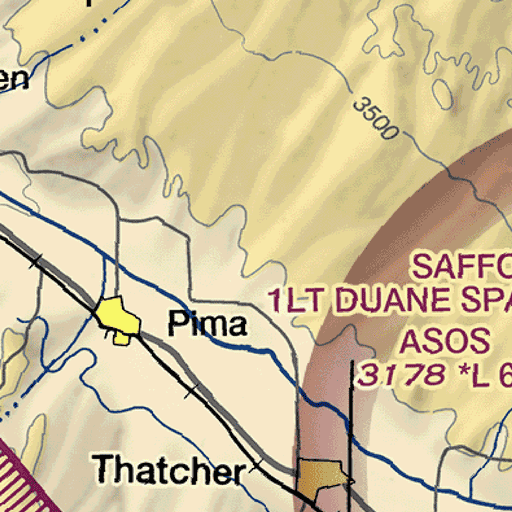 en
3500
SAFFO
1LT DUANE SPA
ASOS
Pima
3178 *L 6
Thatcher